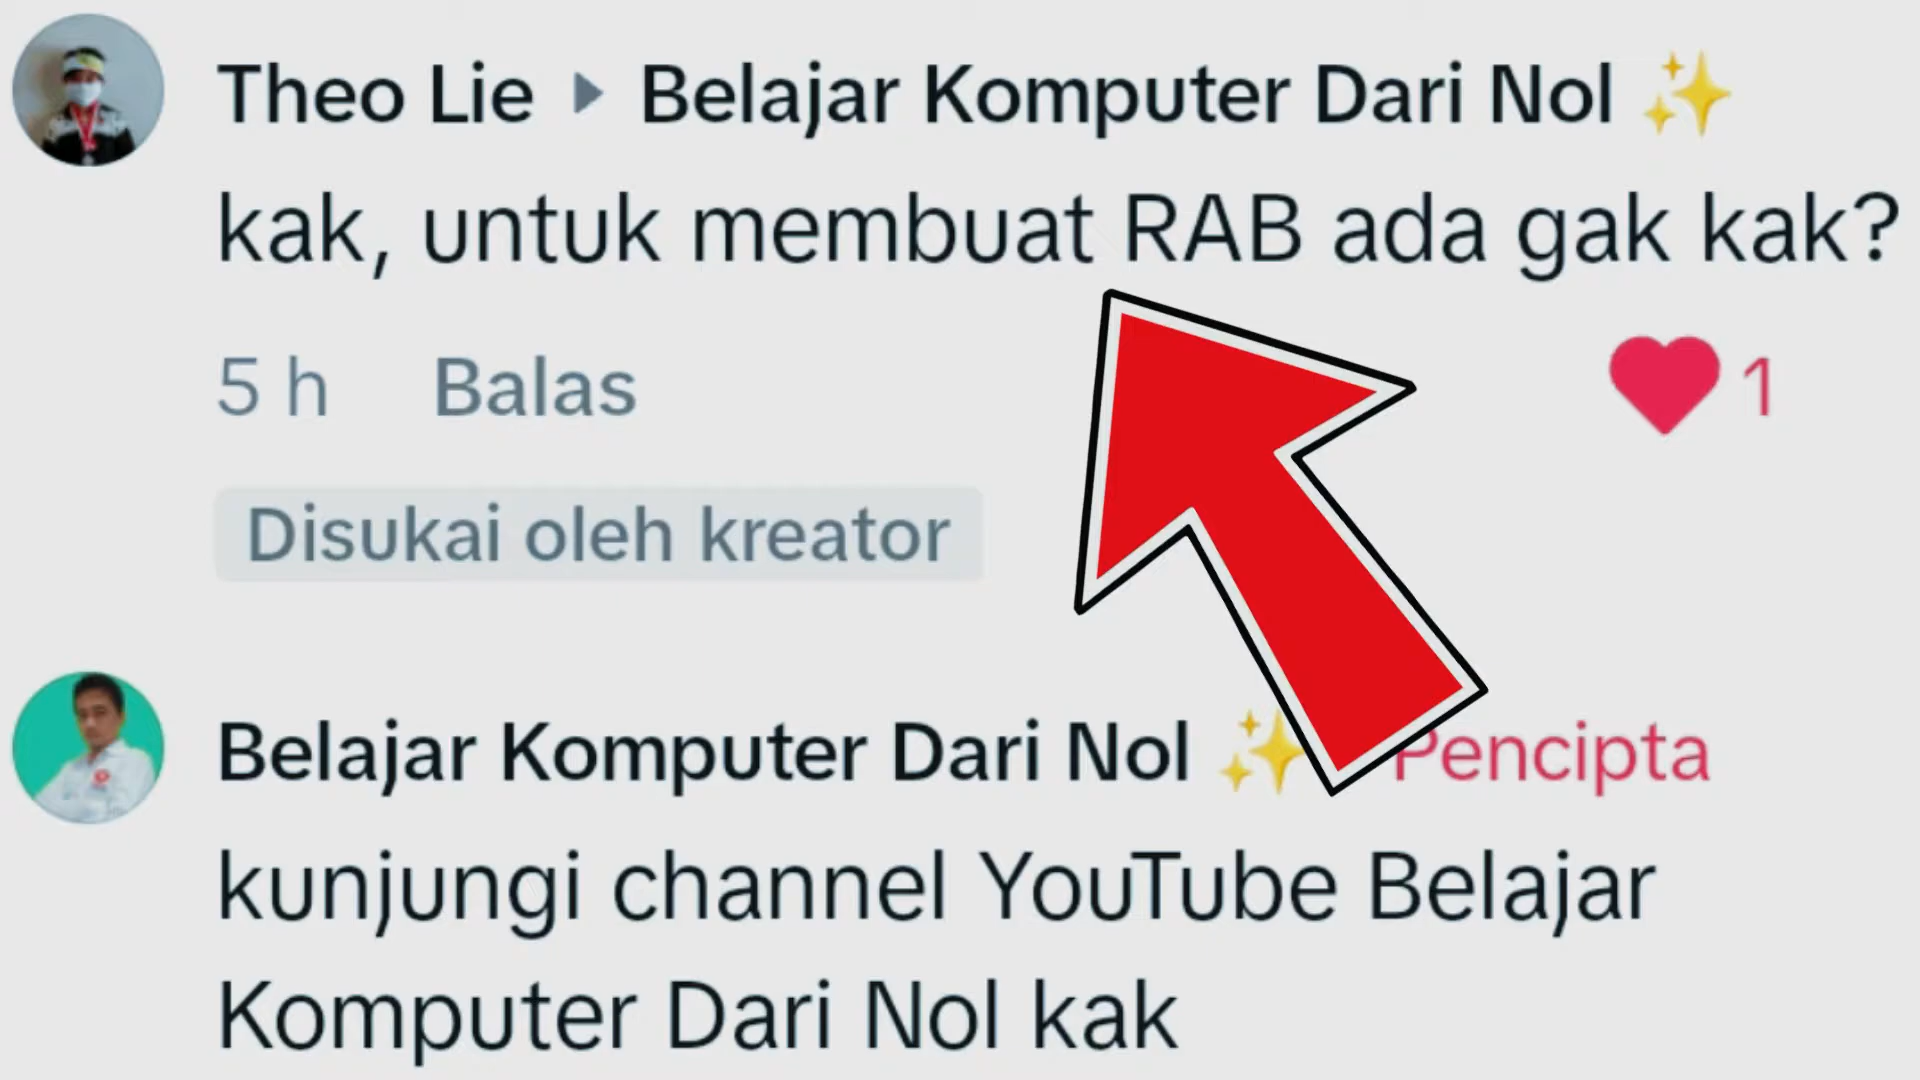 Theo Lie ▶ Belajar Komputer Dari Nol ✨
kak, untuk membuat RAB ada gak kak?
5 h Balas 1
Disukai oleh kreator
Belajar Komputer Dari Nol ✨ Pencipta
kunjungi channel YouTube Belajar
Komputer Dari Nol kak